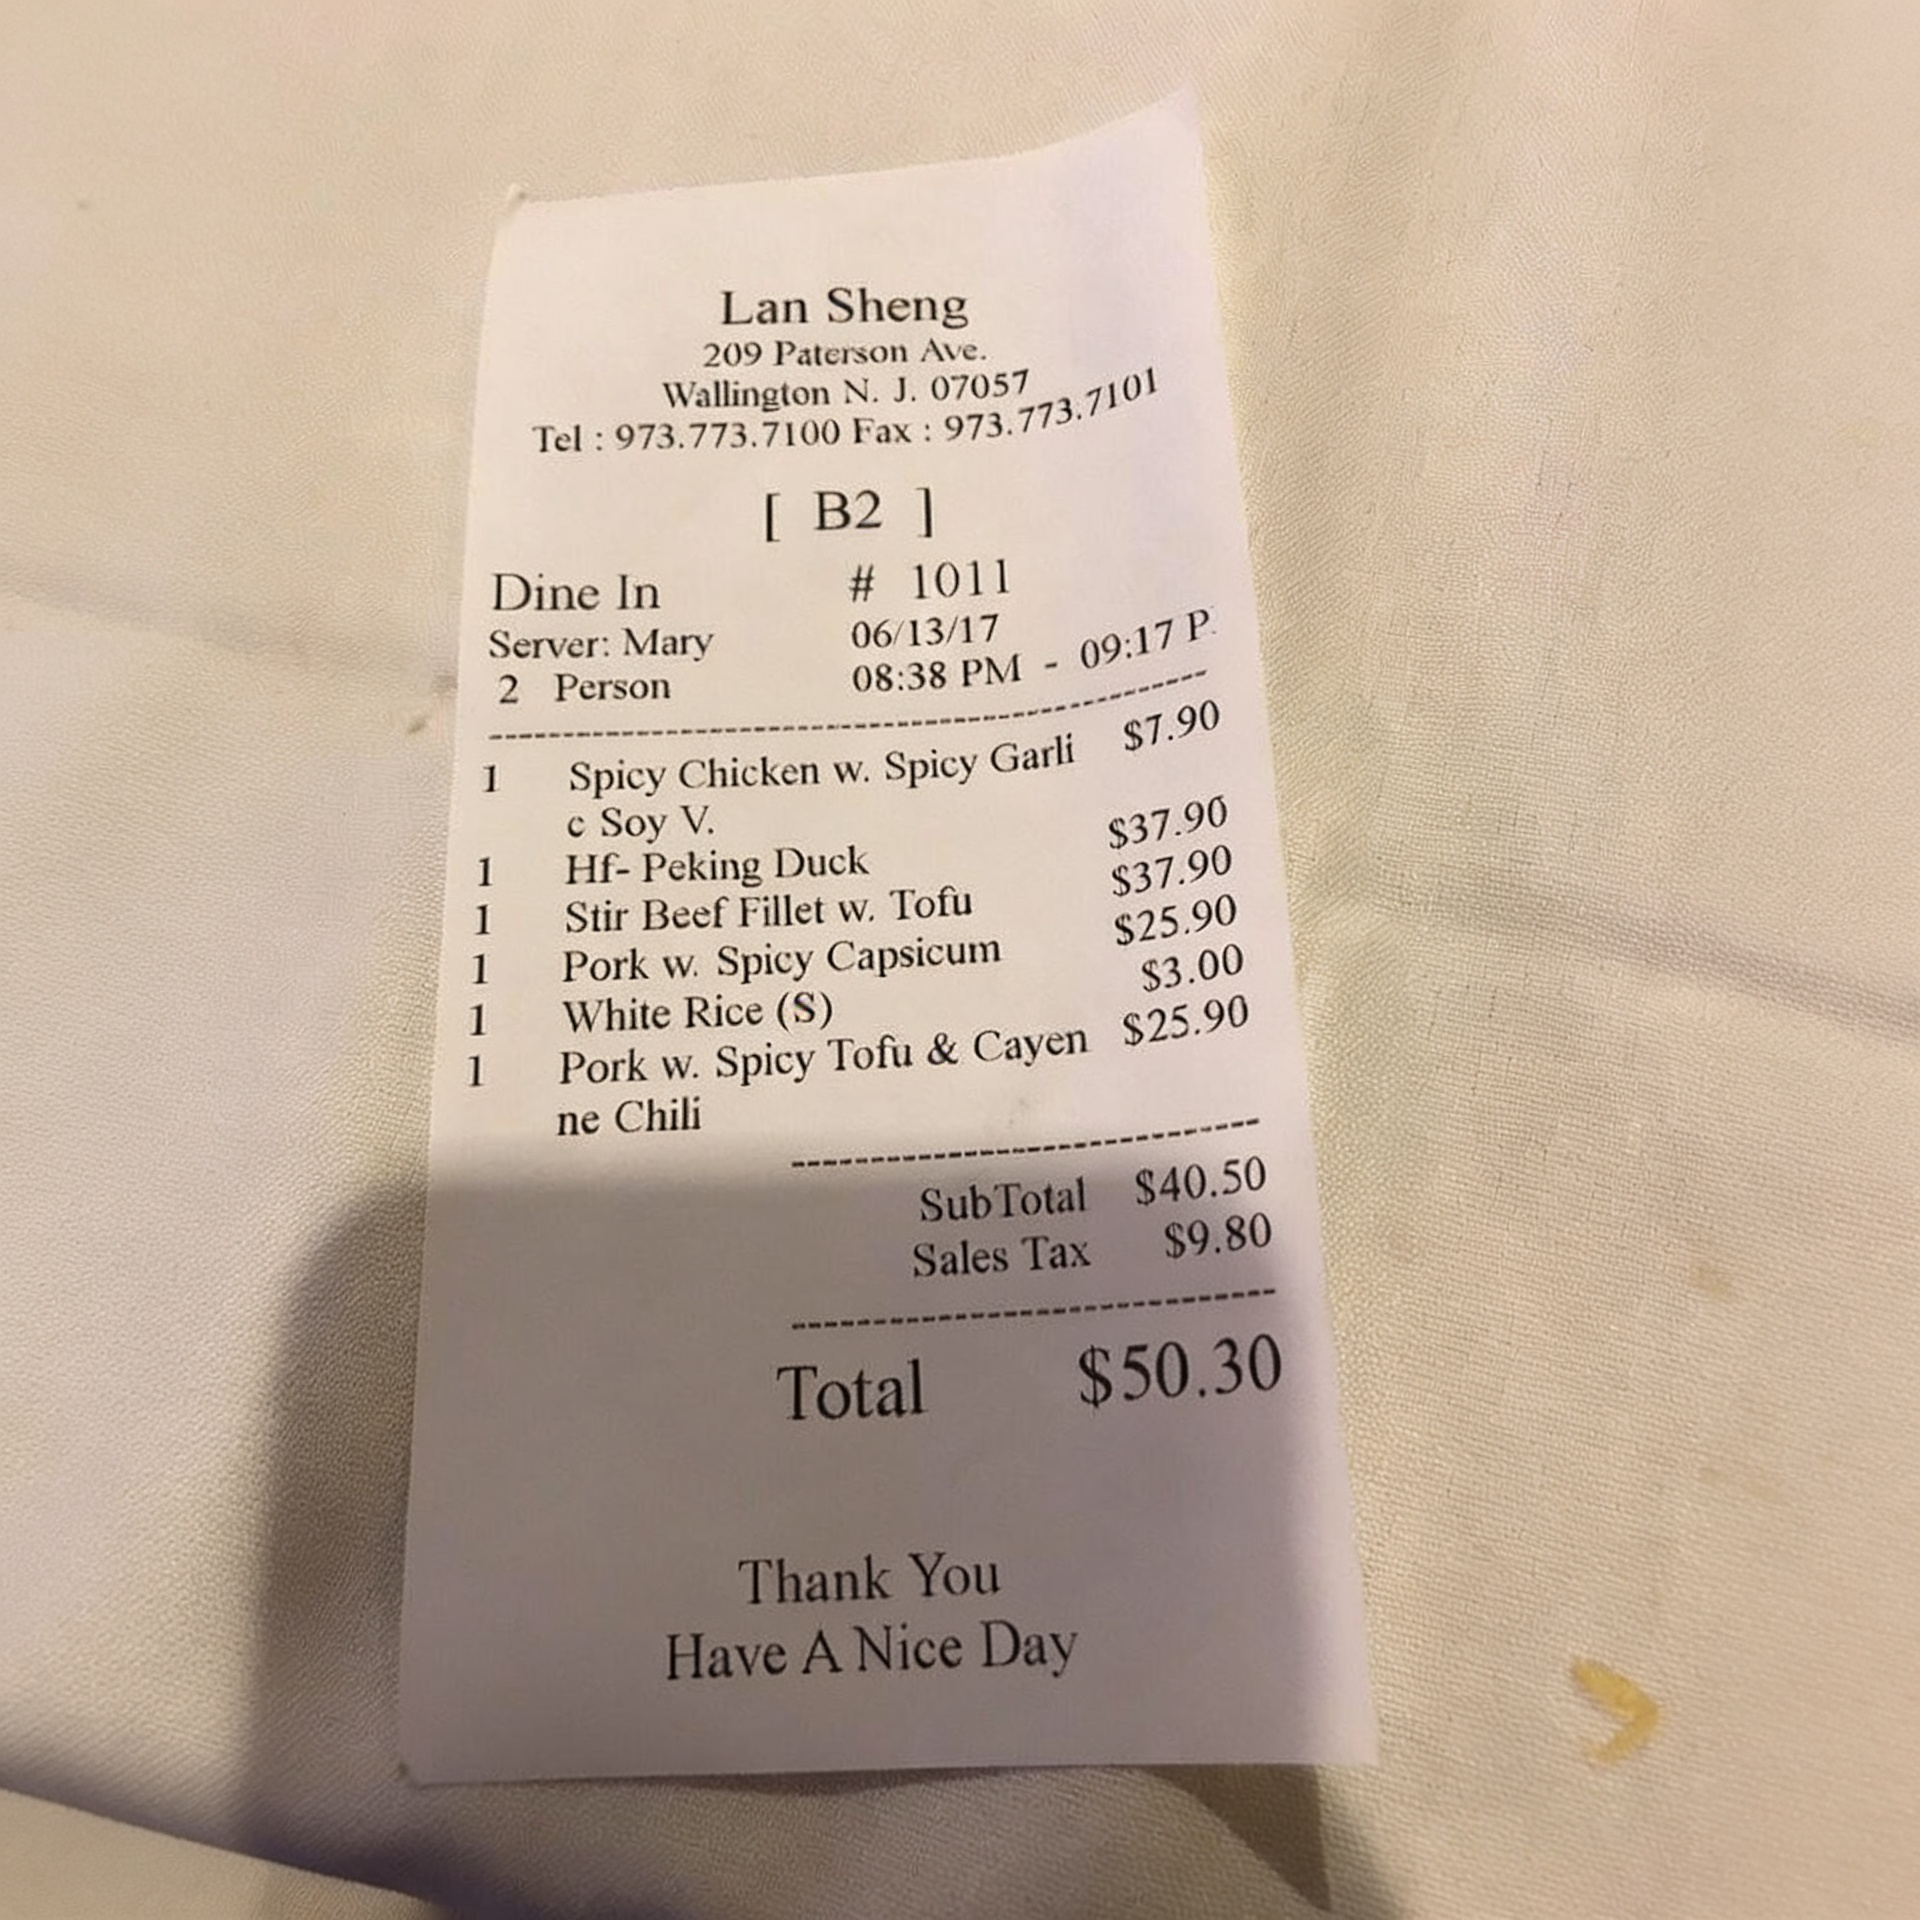 Lan Sheng
209 Paterson Ave.
Wallington N. J. 07057
Tel : 973.773.7100 Fax : 973.773.7101
[ B2 ]
Dine In # 1011
Server: Mary 06/13/17
2 Person 08:38 PM - 09:17 P
1 Spicy Chicken w. Spicy Garli $7.90
c Soy V.
1 Hf- Peking Duck $37.90
1 Stir Beef Fillet w. Tofu $37.90
1 Pork w. Spicy Capsicum $25.90
1 White Rice (S) $3.00
1 Pork w. Spicy Tofu & Cayen $25.90
ne Chili
SubTotal $40.50
Sales Tax $9.80
Total $50.30
Thank You
Have A Nice Day